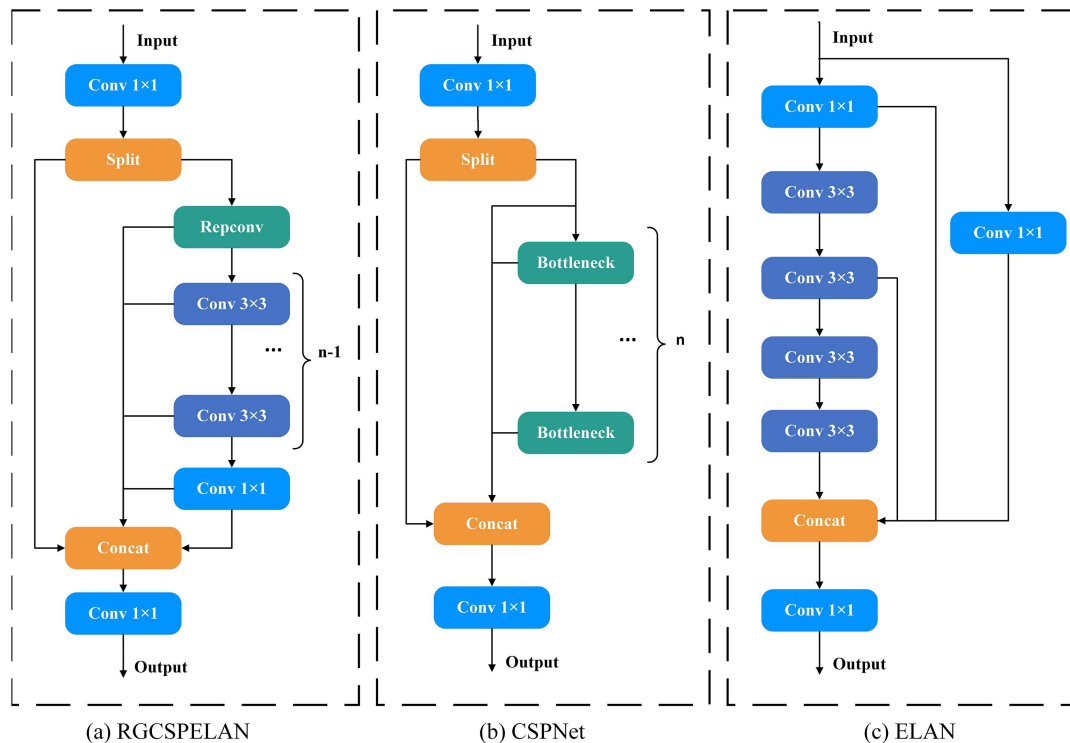 Input
Conv 1×1
Split
Repconv
Conv 3×3
...
n-1
Conv 3×3
Conv 1×1
Concat
Conv 1×1
Output
(a) RGCSPELAN
Input
Conv 1×1
Split
Bottleneck
...
n
Bottleneck
Concat
Conv 1×1
Output
(b) CSPNet
Input
Conv 1×1
Conv 3×3
Conv 1×1
Conv 3×3
Conv 3×3
Conv 3×3
Concat
Conv 1×1
Output
(c) ELAN